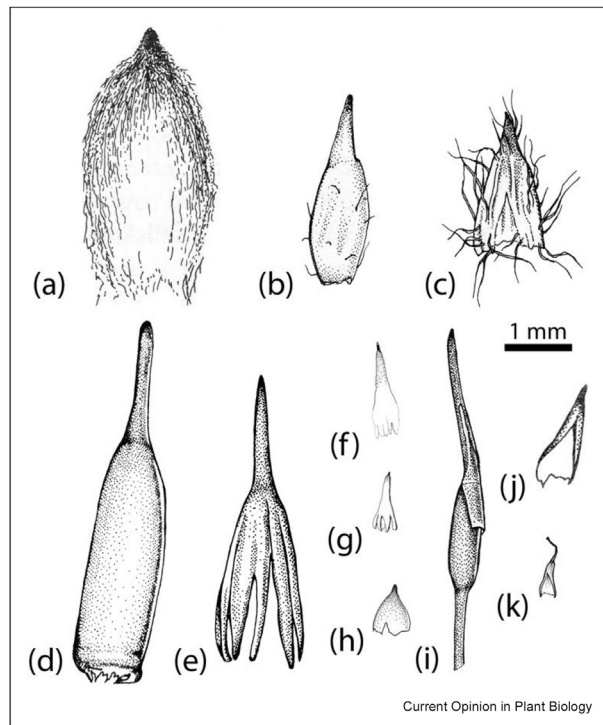 (a)
(b)
(c)
1 mm
(d)
(e)
(f)
(g)
(h)
(i)
(j)
(k)
Current Opinion in Plant Biology